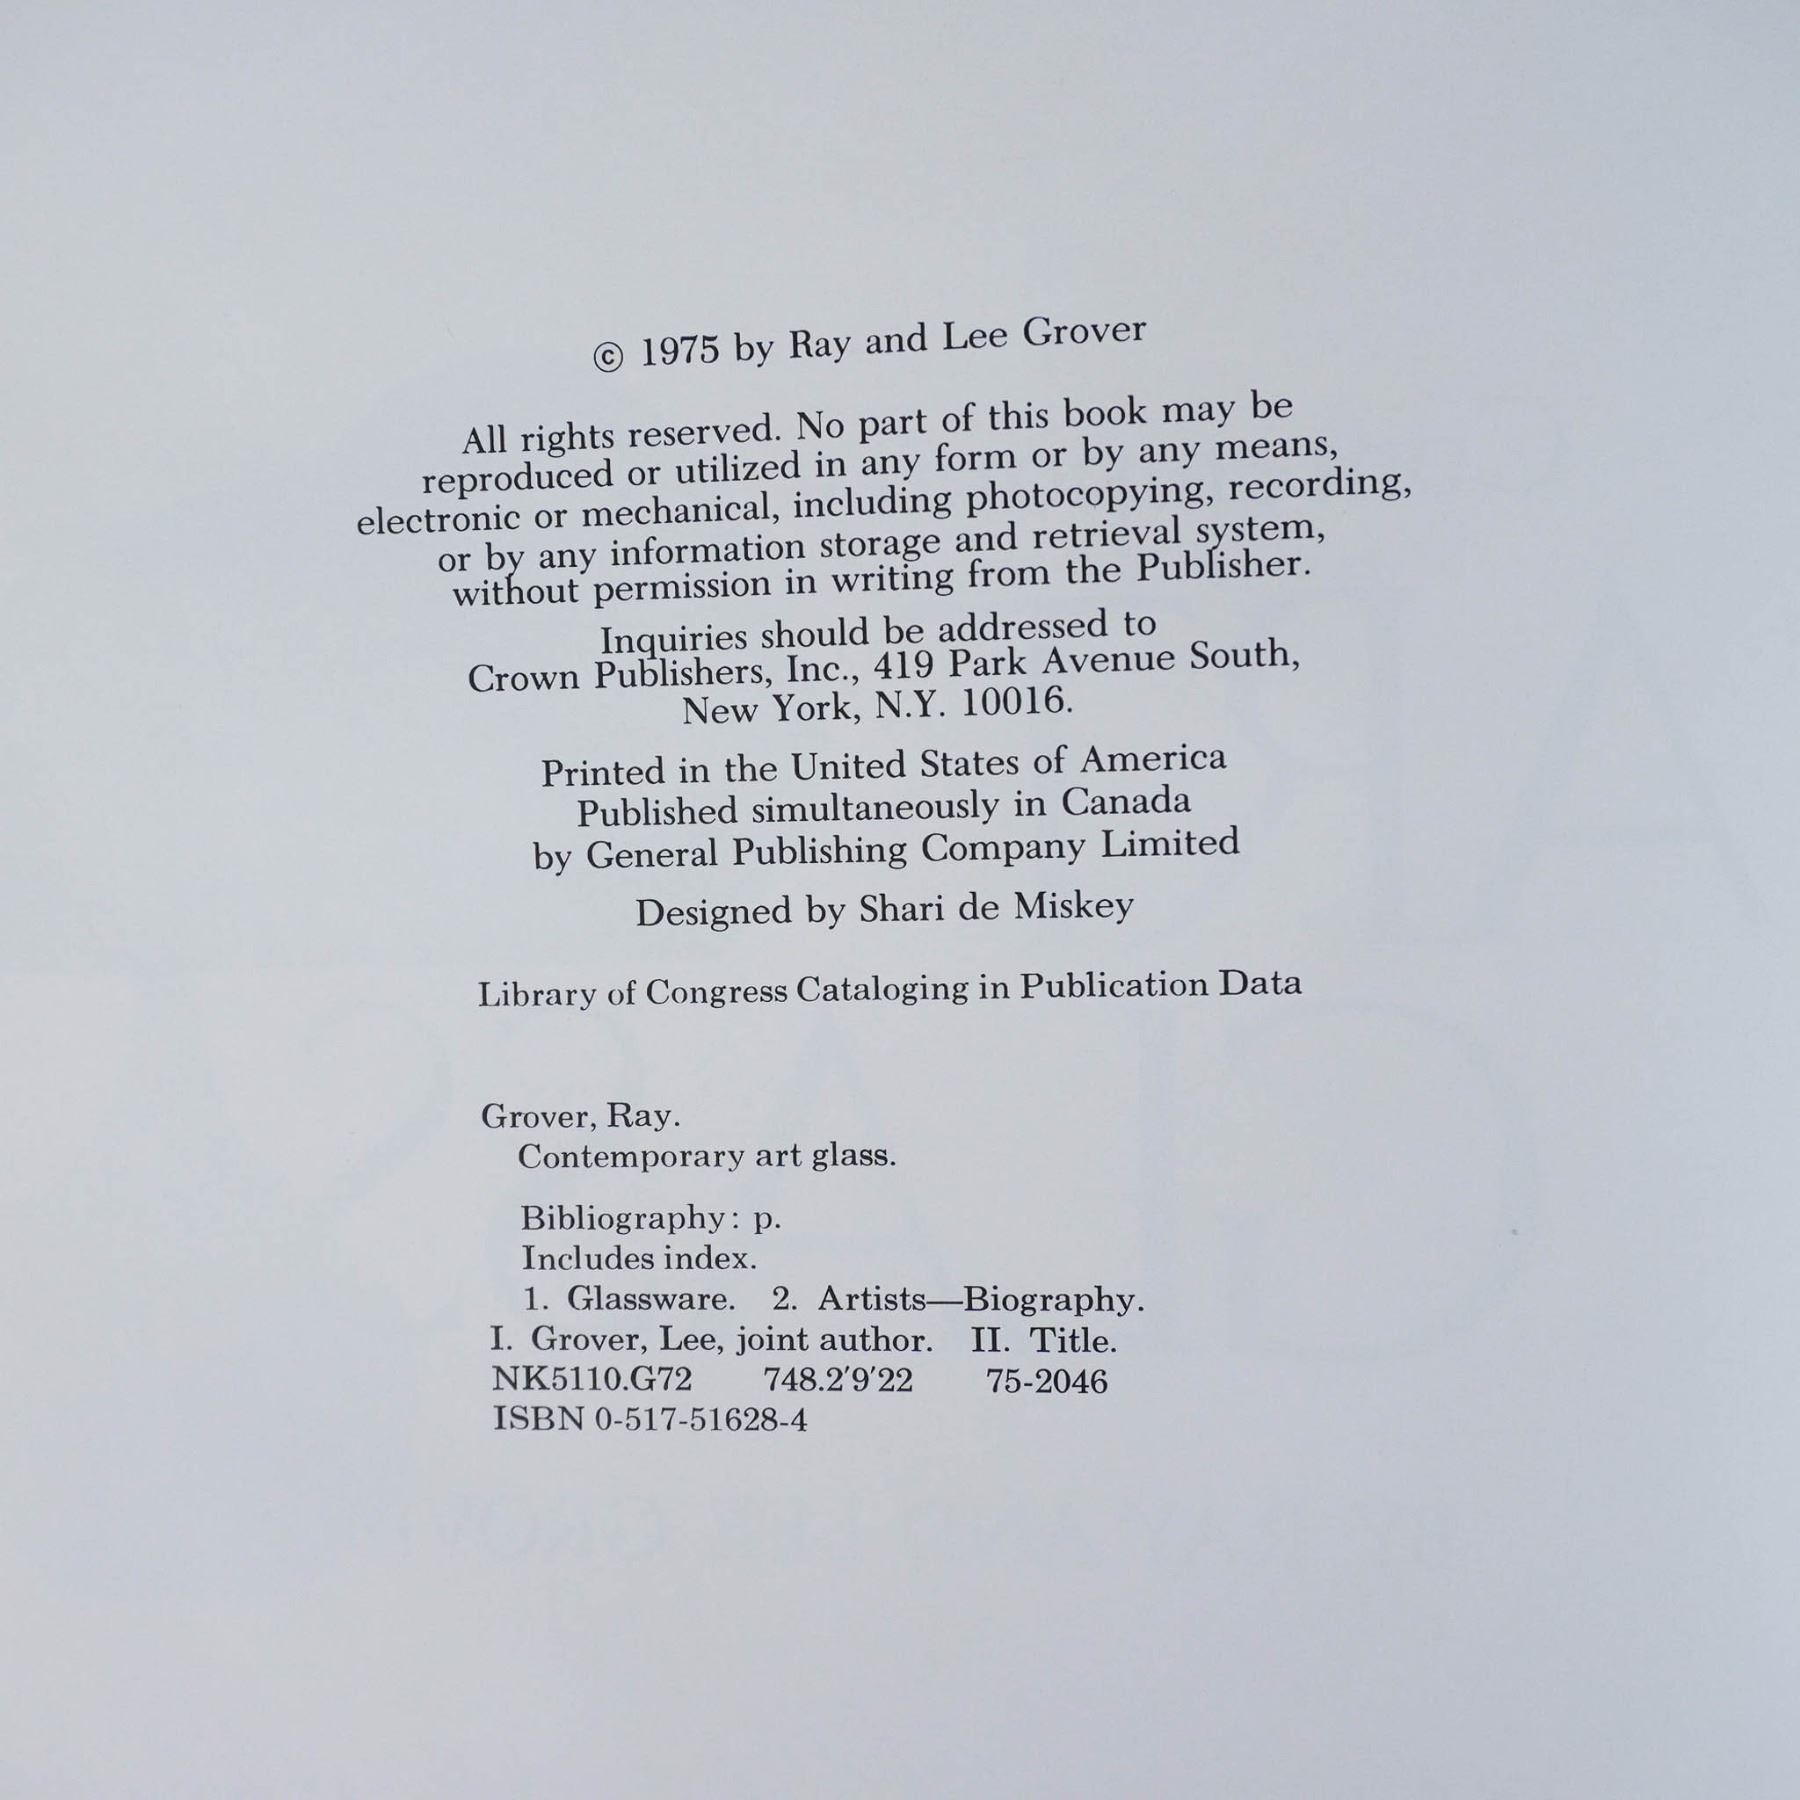 © 1975 by Ray and Lee Grover
All rights reserved. No part of this book may be
reproduced or utilized in any form or by any means,
electronic or mechanical, including photocopying, recording,
or by any information storage and retrieval system,
without permission in writing from the Publisher.
Inquiries should be addressed to
Crown Publishers, Inc., 419 Park Avenue South,
New York, N.Y. 10016.
Printed in the United States of America
Published simultaneously in Canada
by General Publishing Company Limited
Designed by Shari de Miskey
Library of Congress Cataloging in Publication Data
Grover, Ray.
Contemporary art glass.
Bibliography: p.
Includes index.
1. Glassware. 2. Artists—Biography.
I. Grover, Lee, joint author. II. Title.
NK5110.G72 748.2′9′22 75-2046
ISBN 0-517-51628-4